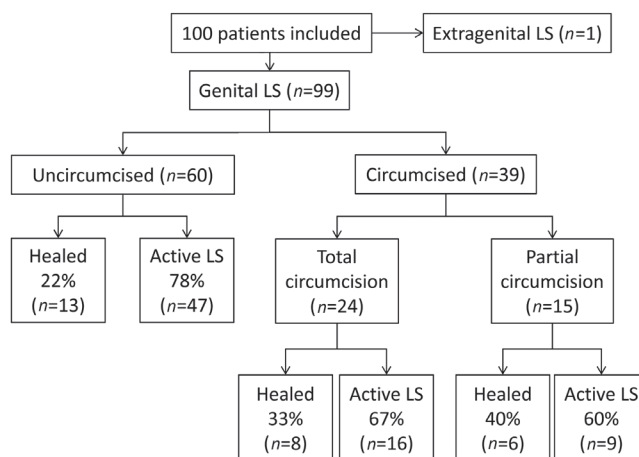 100 patients included
Extragenital LS (n=1)
Genital LS (n=99)
Uncircumcised (n=60)
Circumcised (n=39)
Healed
22%
(n=13)
Active LS
78%
(n=47)
Total
circumcision
(n=24)
Partial
circumcision
(n=15)
Healed
33%
(n=8)
Active LS
67%
(n=16)
Healed
40%
(n=6)
Active LS
60%
(n=9)